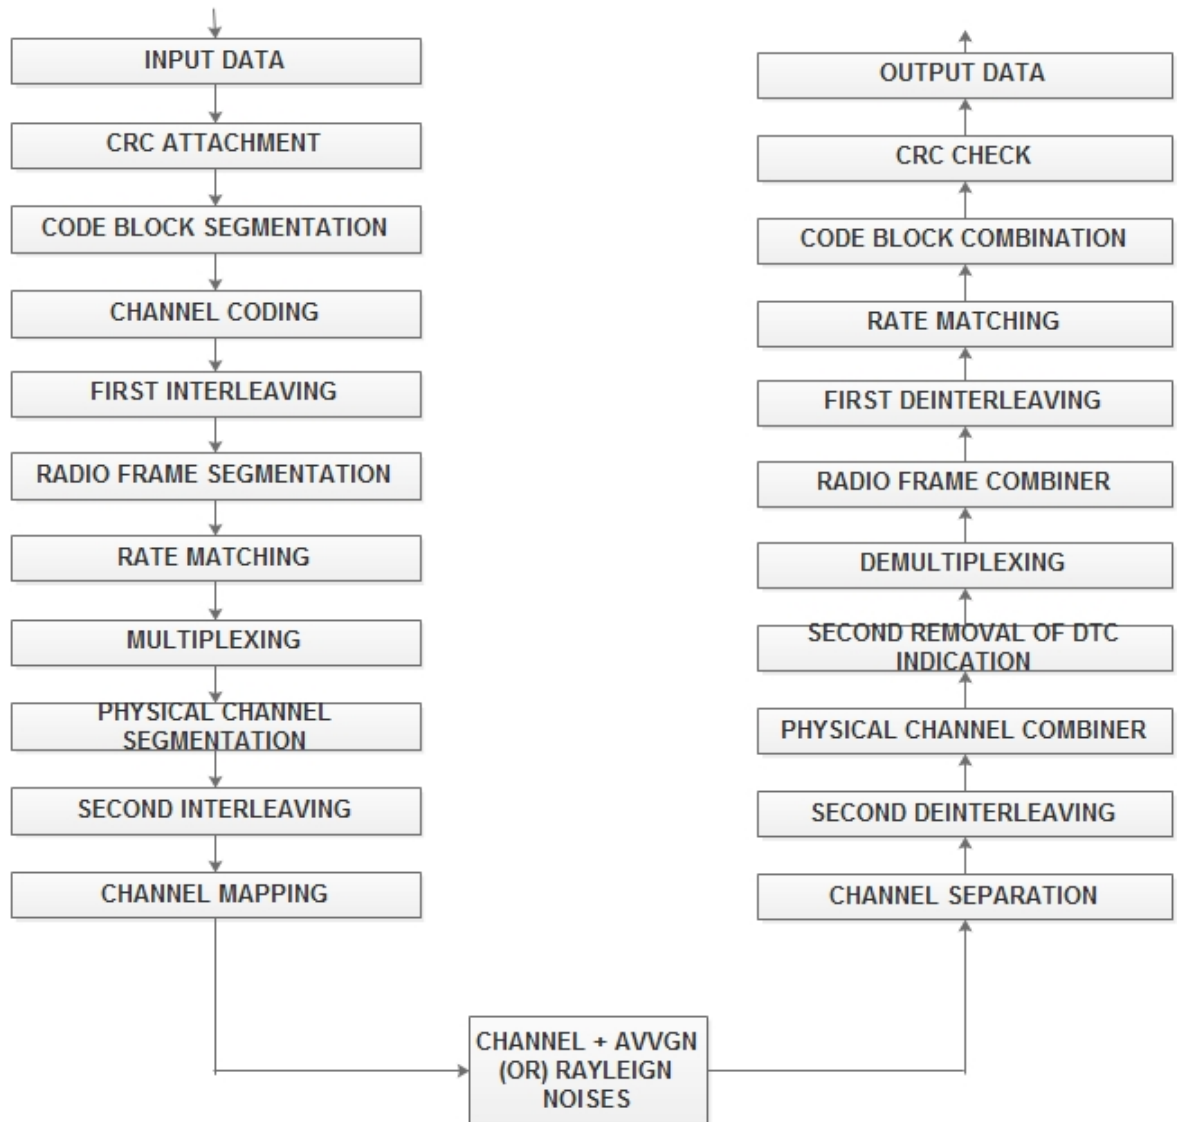 INPUT DATA
CRC ATTACHMENT
CODE BLOCK SEGMENTATION
CHANNEL CODING
FIRST INTERLEAVING
RADIO FRAME SEGMENTATION
RATE MATCHING
MULTIPLEXING
PHYSICAL CHANNEL
SEGMENTATION
SECOND INTERLEAVING
CHANNEL MAPPING
CHANNEL + AVVGN
(OR) RAYLEIGN
NOISES
OUTPUT DATA
CRC CHECK
CODE BLOCK COMBINATION
RATE MATCHING
FIRST DEINTERLEAVING
RADIO FRAME COMBINER
DEMULTIPLEXING
SECOND REMOVAL OF DTC
INDICATION
PHYSICAL CHANNEL COMBINER
SECOND DEINTERLEAVING
CHANNEL SEPARATION